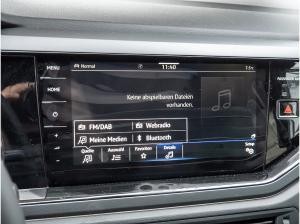 MENU
Normal
11:40
HOME
Keine abspielbaren Dateien
vorhanden.
FM/DAB
Webradio
Meine Medien
Bluetooth
Quelle
Auswahl
Favoriten
Details
Setup